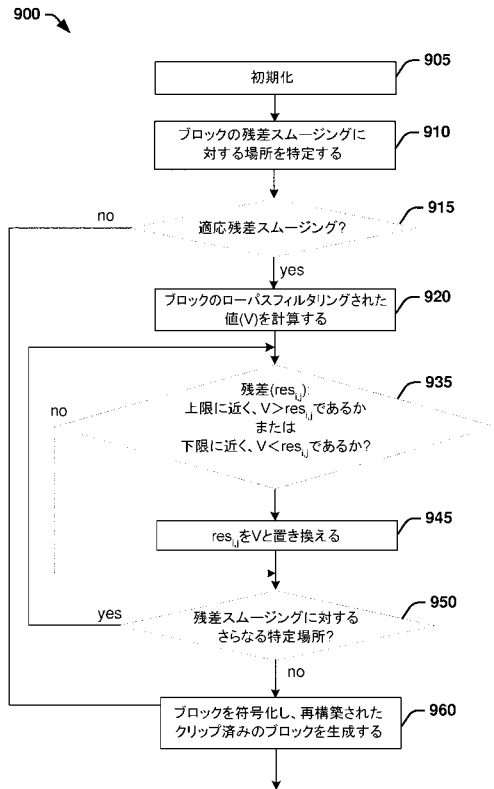 900
初期化
905
ブロックの残差スムージングに
対する場所を特定する
910
no
適応残差スムージング?
915
yes
ブロックのローパスフィルタリングされた
値(V)を計算する
920
no
残差(resi,j):
上限に近く、V>resi,jであるか
または
下限に近く、V<resi,jであるか?
935
resi,jをVと置き換える
945
yes
残差スムージングに対する
さらなる特定場所?
950
no
ブロックを符号化し、再構築された
クリップ済みのブロックを生成する
960